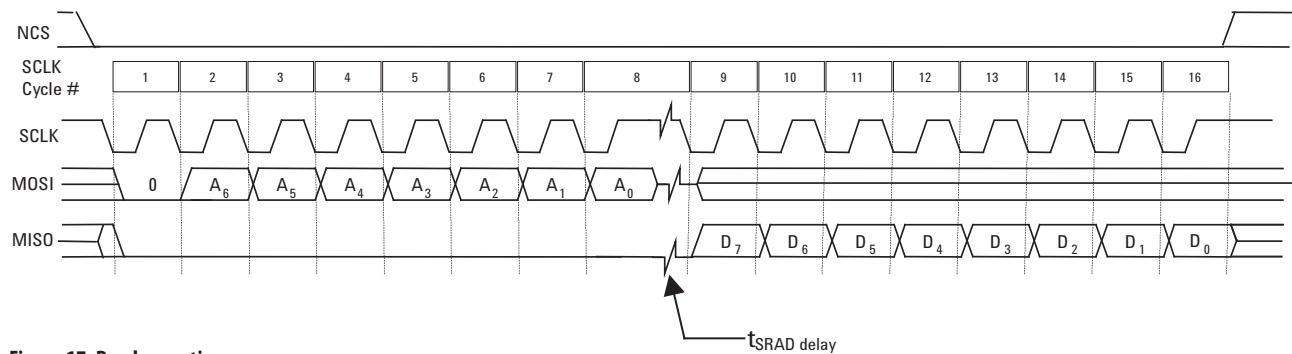 NCS
SCLK
Cycle #
1 2 3 4 5 6 7 8 9 10 11 12 13 14 15 16
SCLK
MOSI 0 A6 A5 A4 A3 A2 A1 A0
MISO D7 D6 D5 D4 D3 D2 D1 D0
tSRAD delay